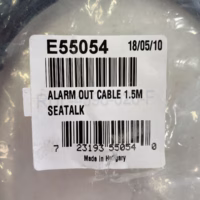 E55054 18/05/10
ALARM OUT CABLE 1.5M
SEATALK
7 23193 55054 0
Made in Hungary